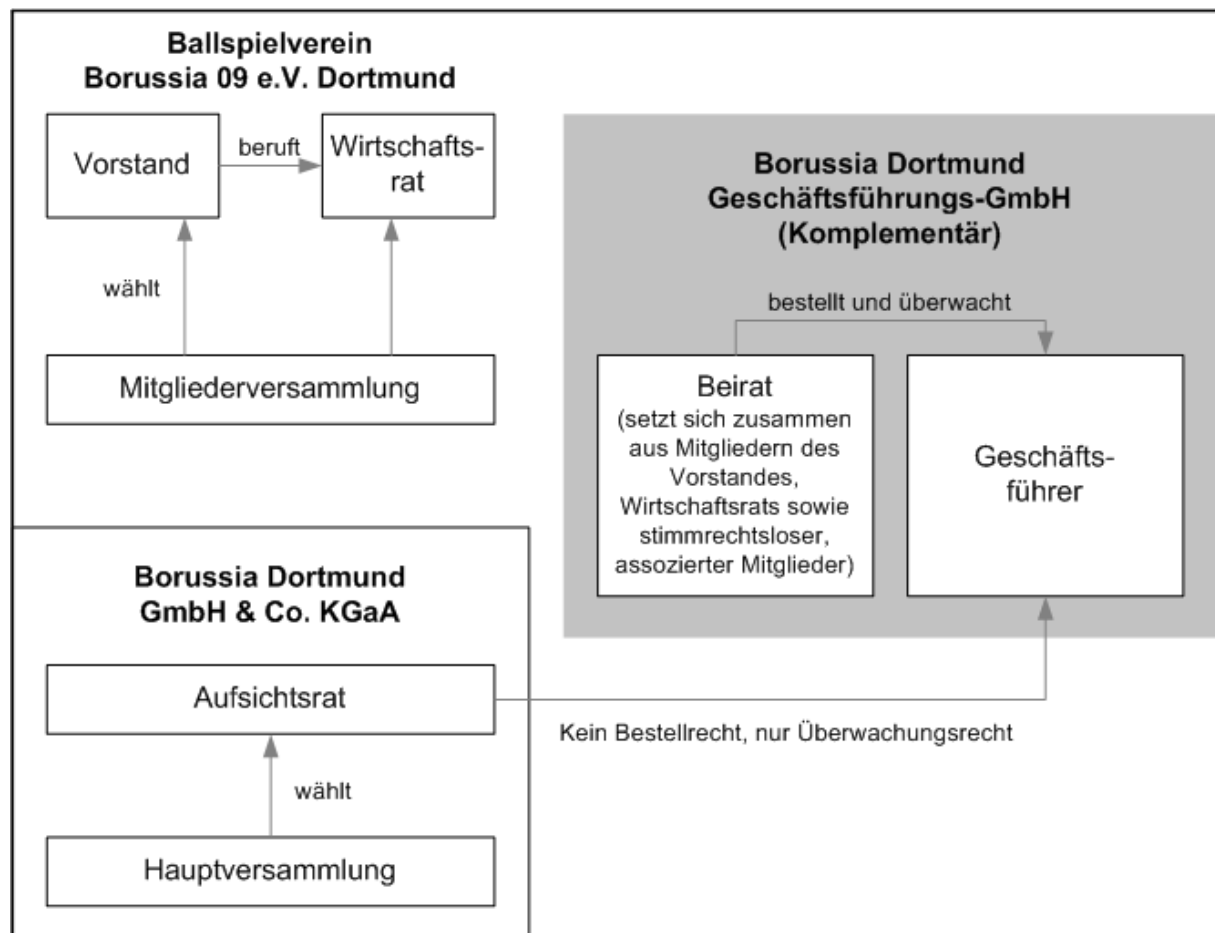 Ballspielverein
Borussia 09 e.V. Dortmund
Vorstand
beruft
Wirtschafts-
rat
wählt
Mitgliederversammlung
Borussia Dortmund
Geschäftsführungs-GmbH
(Komplementär)
bestellt und überwacht
Beirat
(setzt sich zusammen
aus Mitgliedern des
Vorstandes,
Wirtschaftsrats sowie
stimmrechtsloser,
assozierter Mitglieder)
Geschäfts-
führer
Borussia Dortmund
GmbH & Co. KGaA
Aufsichtsrat
Kein Bestellrecht, nur Überwachungsrecht
wählt
Hauptversammlung